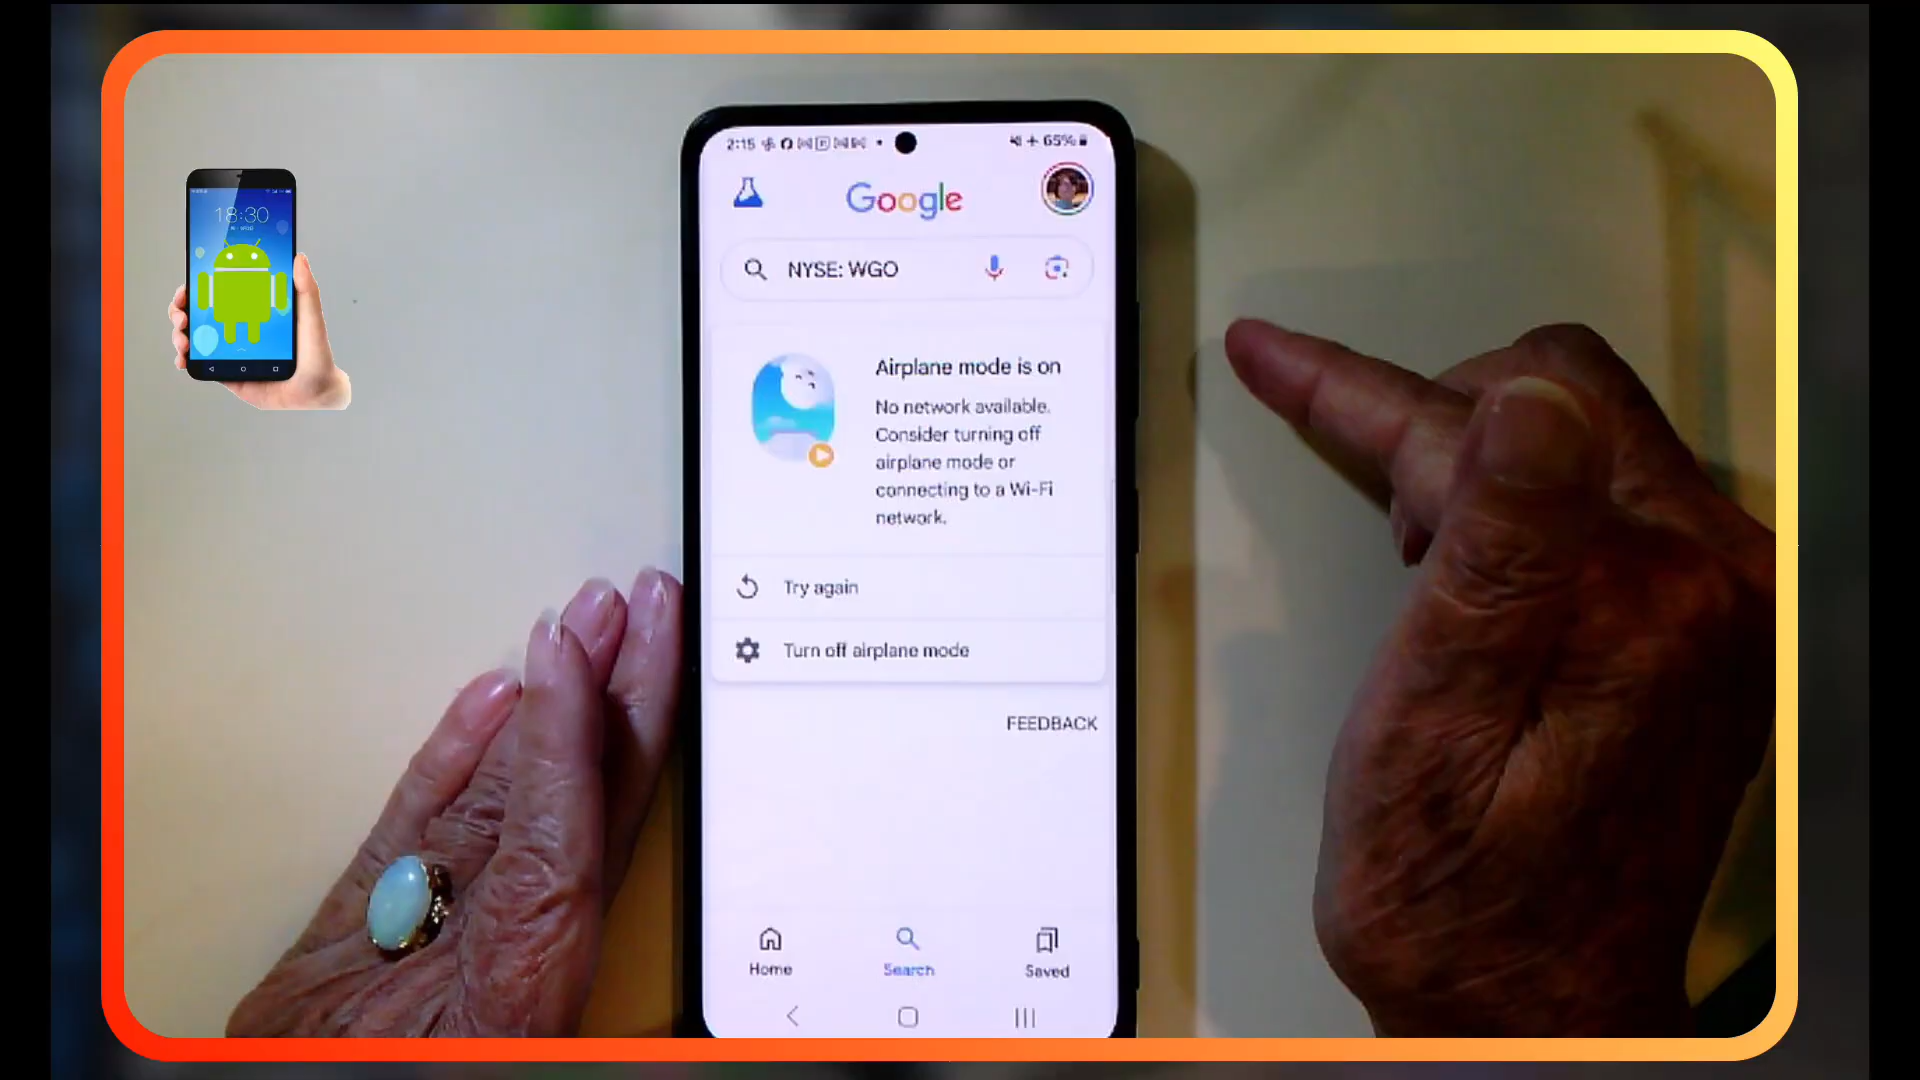 18:30
2:15
65%
Google
NYSE: WGO
Airplane mode is on
No network available.
Consider turning off
airplane mode or
connecting to a Wi-Fi
network.
Try again
Turn off airplane mode
FEEDBACK
Home
Search
Saved